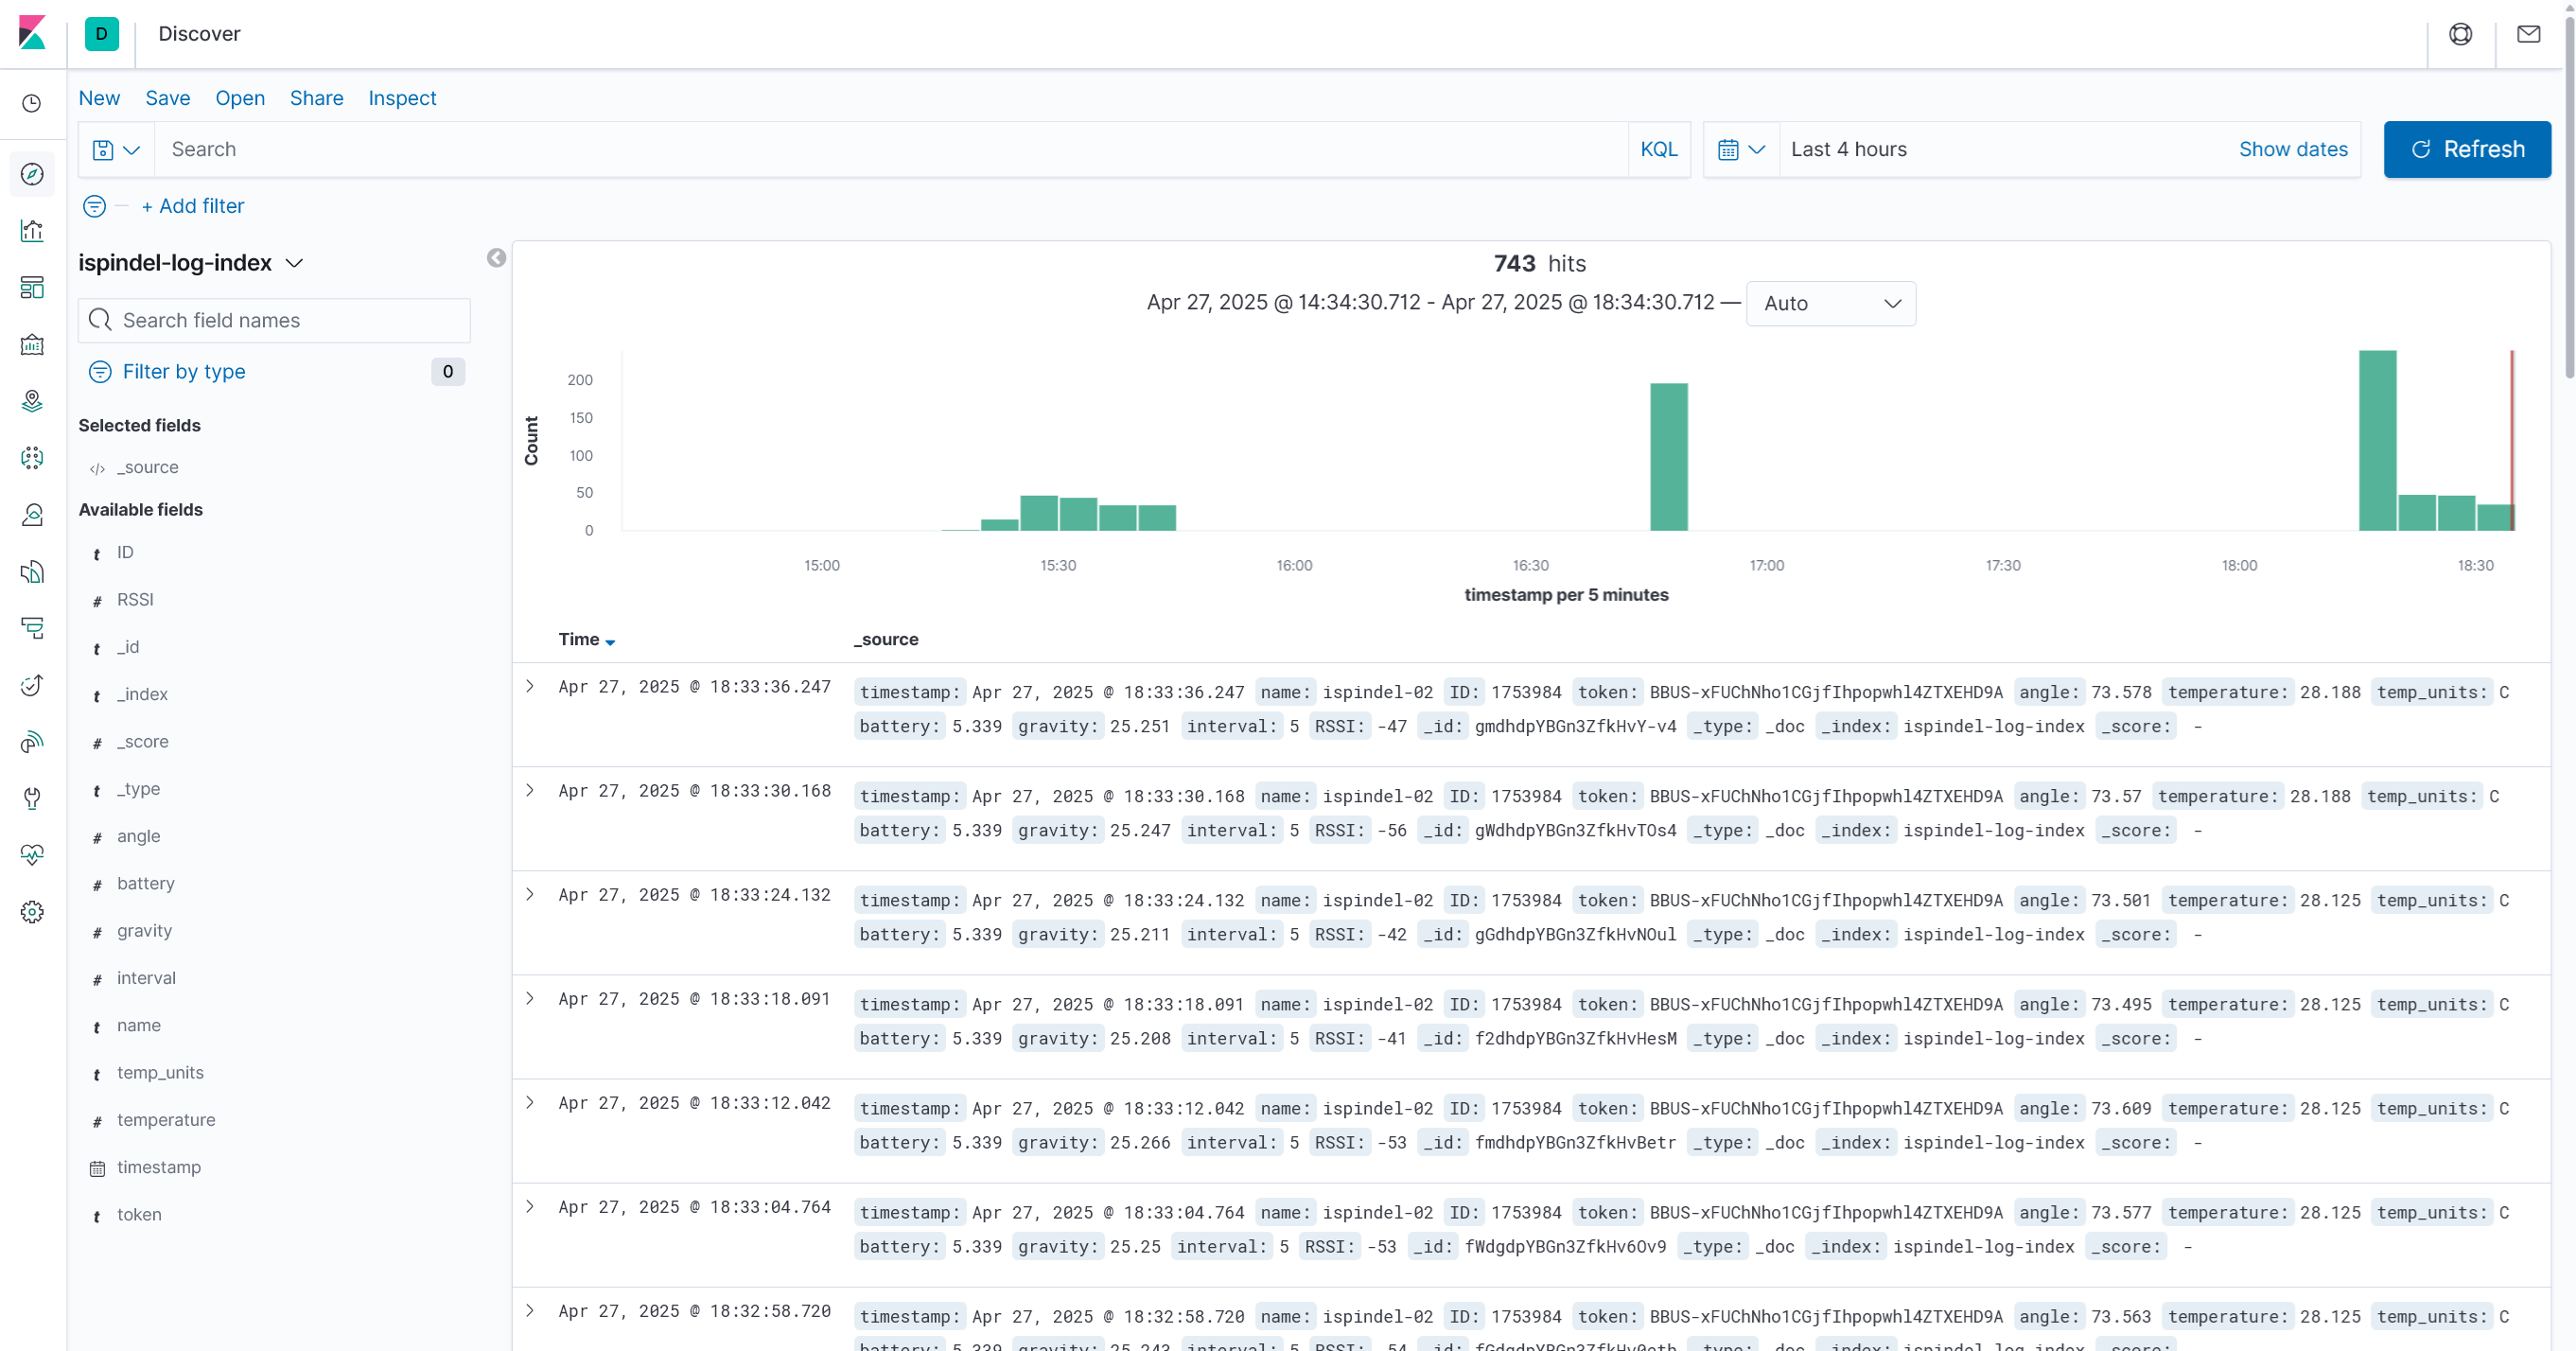 D Discover
New Save Open Share Inspect
Search KQL Last 4 hours Show dates Refresh
+ Add filter
ispindel-log-index
Search field names
Filter by type 0
Selected fields
_source
Available fields
t ID
# RSSI
t _id
t _index
# _score
t _type
# angle
# battery
# gravity
# interval
t name
t temp_units
# temperature
timestamp
t token
743 hits
Apr 27, 2025 @ 14:34:30.712 - Apr 27, 2025 @ 18:34:30.712 — Auto
Count
200
150
100
50
0
15:00 15:30 16:00 16:30 17:00 17:30 18:00 18:30
timestamp per 5 minutes
Time _source
Apr 27, 2025 @ 18:33:36.247 timestamp: Apr 27, 2025 @ 18:33:36.247 name: ispindel-02 ID: 1753984 token: BBUS-xFUChNho1CGjfIhpopwhl4ZTXEHD9A angle: 73.578 temperature: 28.188 temp_units: C
battery: 5.339 gravity: 25.251 interval: 5 RSSI: -47 _id: gmdhdpYBGn3ZfkHvY-v4 _type: _doc _index: ispindel-log-index _score: -
Apr 27, 2025 @ 18:33:30.168 timestamp: Apr 27, 2025 @ 18:33:30.168 name: ispindel-02 ID: 1753984 token: BBUS-xFUChNho1CGjfIhpopwhl4ZTXEHD9A angle: 73.57 temperature: 28.188 temp_units: C
battery: 5.339 gravity: 25.247 interval: 5 RSSI: -56 _id: gWdhdpYBGn3ZfkHvTOs4 _type: _doc _index: ispindel-log-index _score: -
Apr 27, 2025 @ 18:33:24.132 timestamp: Apr 27, 2025 @ 18:33:24.132 name: ispindel-02 ID: 1753984 token: BBUS-xFUChNho1CGjfIhpopwhl4ZTXEHD9A angle: 73.501 temperature: 28.125 temp_units: C
battery: 5.339 gravity: 25.211 interval: 5 RSSI: -42 _id: gGdhdpYBGn3ZfkHvNOul _type: _doc _index: ispindel-log-index _score: -
Apr 27, 2025 @ 18:33:18.091 timestamp: Apr 27, 2025 @ 18:33:18.091 name: ispindel-02 ID: 1753984 token: BBUS-xFUChNho1CGjfIhpopwhl4ZTXEHD9A angle: 73.495 temperature: 28.125 temp_units: C
battery: 5.339 gravity: 25.208 interval: 5 RSSI: -41 _id: f2dhdpYBGn3ZfkHvHesM _type: _doc _index: ispindel-log-index _score: -
Apr 27, 2025 @ 18:33:12.042 timestamp: Apr 27, 2025 @ 18:33:12.042 name: ispindel-02 ID: 1753984 token: BBUS-xFUChNho1CGjfIhpopwhl4ZTXEHD9A angle: 73.609 temperature: 28.125 temp_units: C
battery: 5.339 gravity: 25.266 interval: 5 RSSI: -53 _id: fmdhdpYBGn3ZfkHvBetr _type: _doc _index: ispindel-log-index _score: -
Apr 27, 2025 @ 18:33:04.764 timestamp: Apr 27, 2025 @ 18:33:04.764 name: ispindel-02 ID: 1753984 token: BBUS-xFUChNho1CGjfIhpopwhl4ZTXEHD9A angle: 73.577 temperature: 28.125 temp_units: C
battery: 5.339 gravity: 25.25 interval: 5 RSSI: -53 _id: fWdgdpYBGn3ZfkHv6Ov9 _type: _doc _index: ispindel-log-index _score: -
Apr 27, 2025 @ 18:32:58.720 timestamp: Apr 27, 2025 @ 18:32:58.720 name: ispindel-02 ID: 1753984 token: BBUS-xFUChNho1CGjfIhpopwhl4ZTXEHD9A angle: 73.563 temperature: 28.125 temp_units: C
battery: 5.339 gravity: 25.243 interval: 5 RSSI: -54 _id: _type: _doc _index: ispindel-log-index _score: -